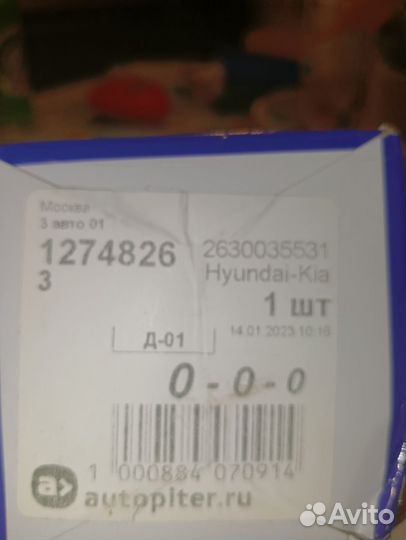 Москва
3 авто 01
1274826
3
2630035531
Hyundai-Kia
1 шт
14.01.2023 10:16
Д-01
0 - 0 - 0
1 000884 070914
a>
autopiter.ru
Avito